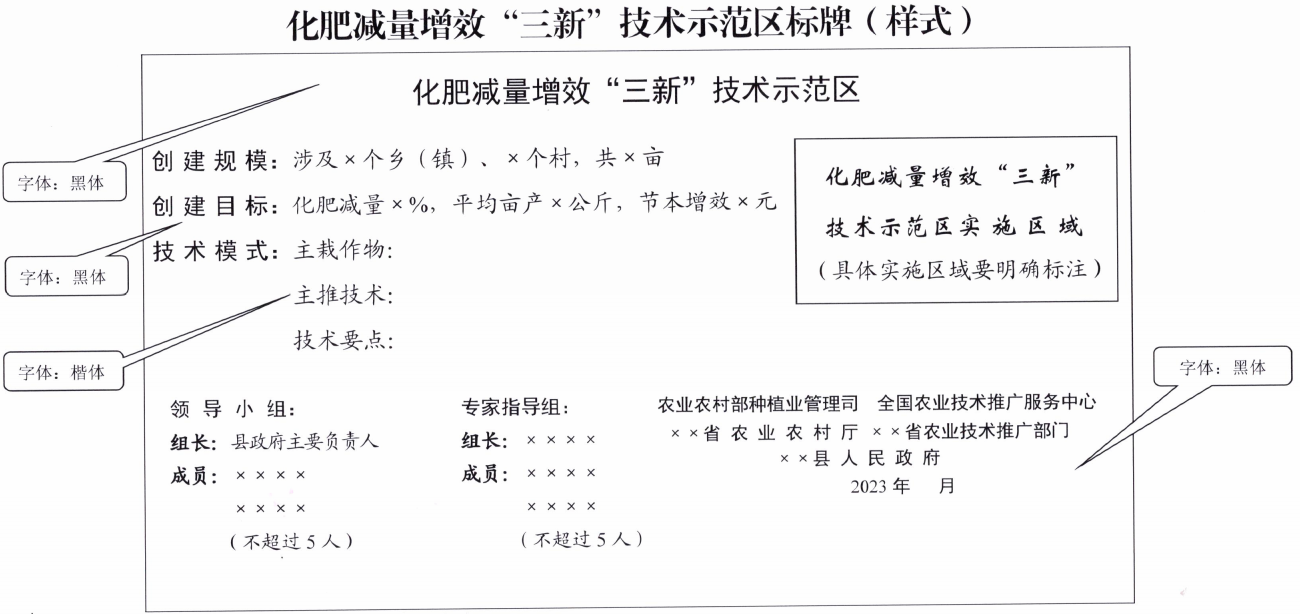 化肥减量增效“三新”技术示范区标牌(样式)
化肥减量增效“三新”技术示范区
字体：黑体
创建规模：涉及×个乡(镇)、×个村，共×亩
创建目标：化肥减量×%，平均亩产×公斤，节本增效×元
字体：黑体
技术模式：主栽作物：
主推技术：
技术要点：
字体：楷体
化肥减量增效“三新”
技术示范区实施区域
(具体实施区域要明确标注)
字体：黑体
领导小组：
组长：县政府主要负责人
成员：××××
××××
(不超过5人)
专家指导组：
组长：××××
成员：××××
××××
(不超过5人)
农业农村部种植业管理司 全国农业技术推广服务中心
××省农业农村厅 ××省农业技术推广部门
××县人民政府
2023年 月